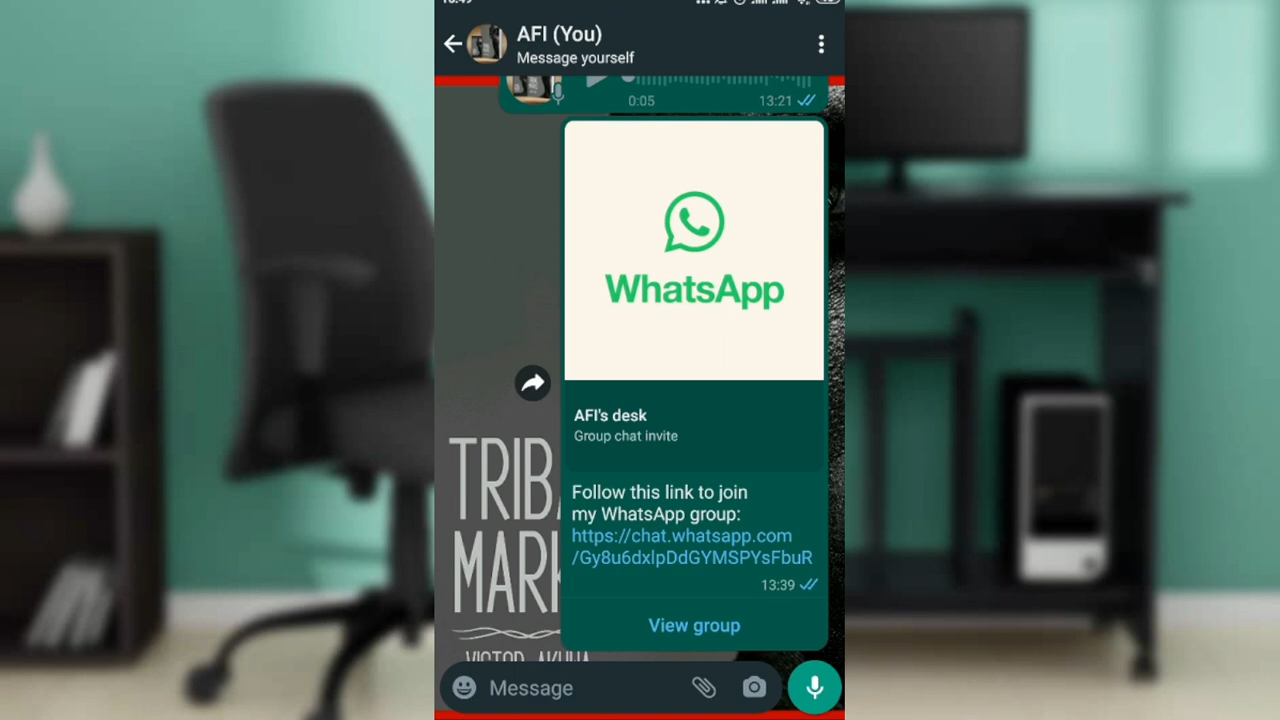 AFI (You)
Message yourself
0:05
13:21
WhatsApp
AFI's desk
Group chat invite
Follow this link to join
my WhatsApp group:
https://chat.whatsapp.com
/Gy8u6dxlpDdGYMSPYsFbuR
13:39
View group
TRIB
MARK
VICTOR
Message